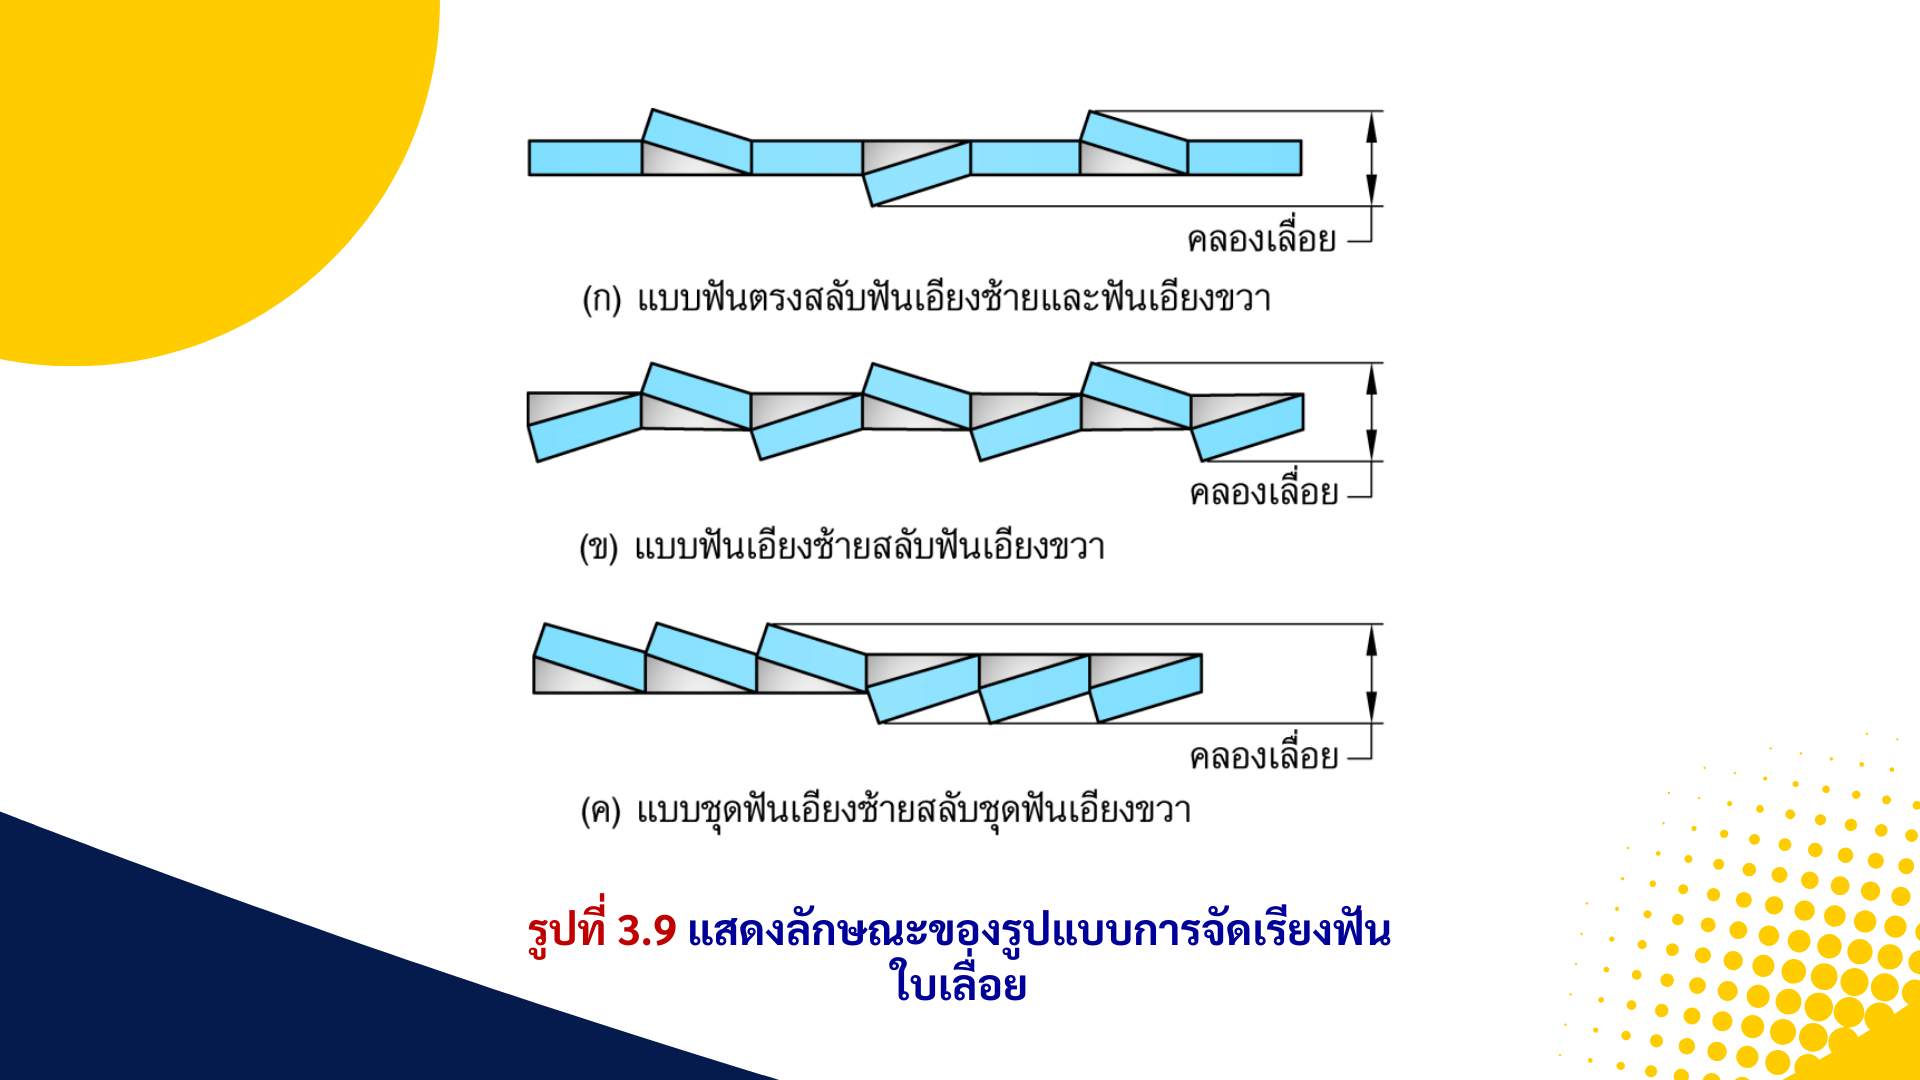 คลองเลื่อย
(ก) แบบฟันตรงสลับฟันเอียงซ้ายและฟันเอียงขวา
คลองเลื่อย
(ข) แบบฟันเอียงซ้ายสลับฟันเอียงขวา
คลองเลื่อย
(ค) แบบชุดฟันเอียงซ้ายสลับชุดฟันเอียงขวา
รูปที่ 3.9 แสดงลักษณะของรูปแบบการจัดเรียงฟัน
ใบเลื่อย